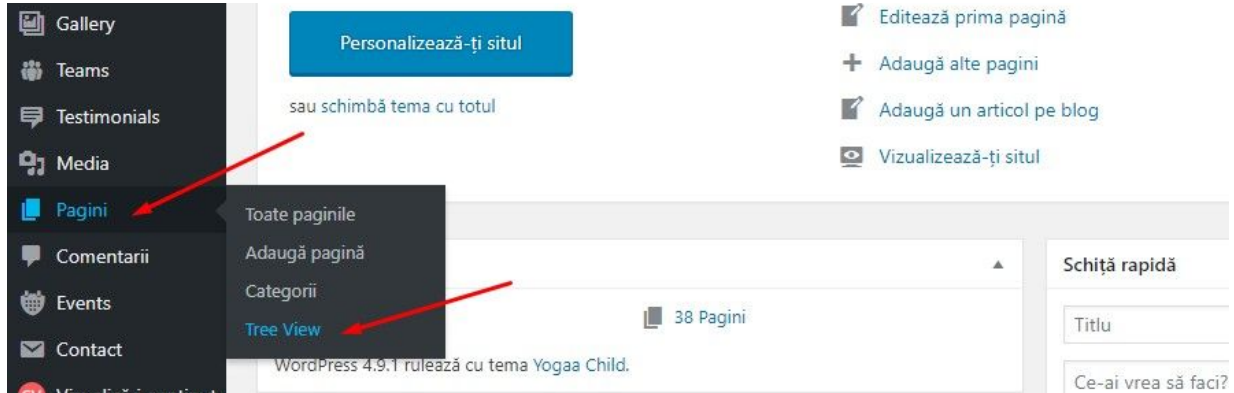 Gallery
Teams
Testimonials
Media
Pagini
Comentarii
Events
Contact
Toate paginile
Adaugă pagină
Categorii
Tree View
Personalizează-ți situl
sau schimbă tema cu totul
Editează prima pagină
Adaugă alte pagini
Adaugă un articol pe blog
Vizualizează-ți situl
38 Pagini
WordPress 4.9.1 rulează cu tema Yogaa Child.
Schiță rapidă
Titlu
Ce-ai vrea să faci?